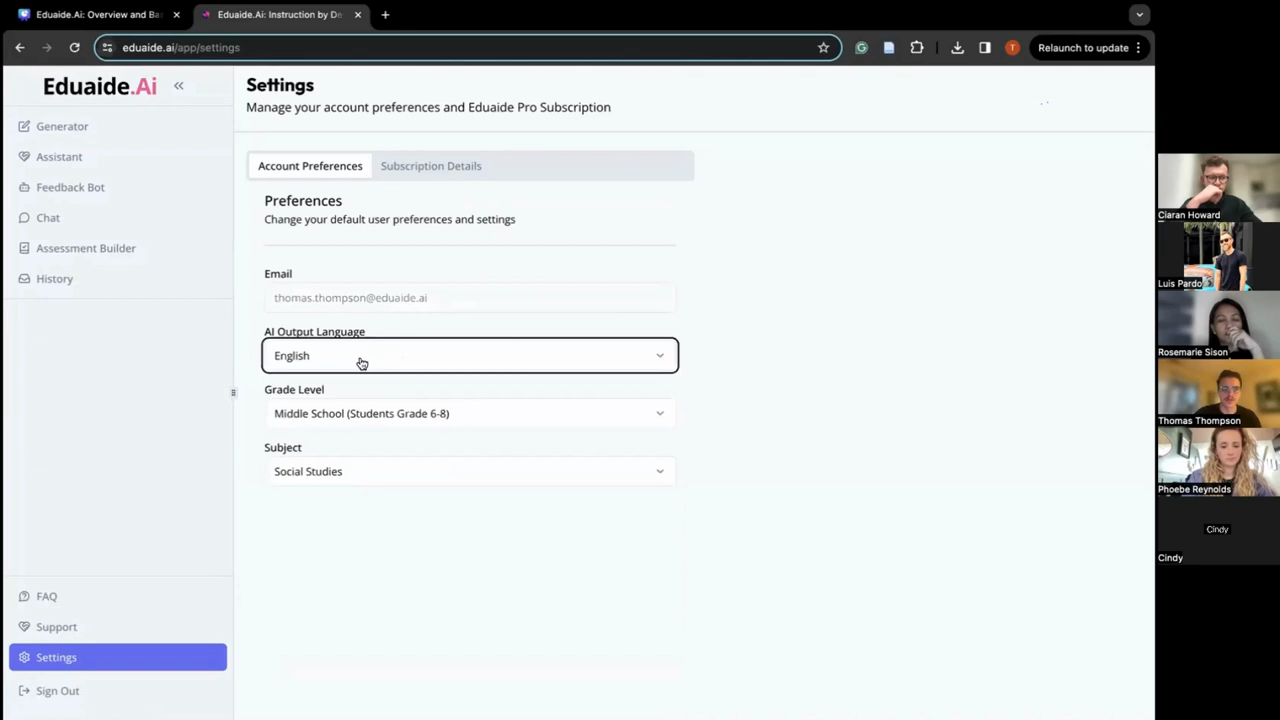 Eduaide.Ai: Overview and Ba
Eduaide.Ai: Instruction by De
eduaide.ai/app/settings
Relaunch to update
T
Eduaide.Ai
Generator
Assistant
Feedback Bot
Chat
Assessment Builder
History
FAQ
Support
Settings
Sign Out
Settings
Manage your account preferences and Eduaide Pro Subscription
Account Preferences
Subscription Details
Preferences
Change your default user preferences and settings
Email
thomas.thompson@eduaide.ai
AI Output Language
English
Grade Level
Middle School (Students Grade 6-8)
Subject
Social Studies
Ciaran Howard
Luis Pardo
Rosemarie Sison
Thomas Thompson
Phoebe Reynolds
Cindy
Cindy